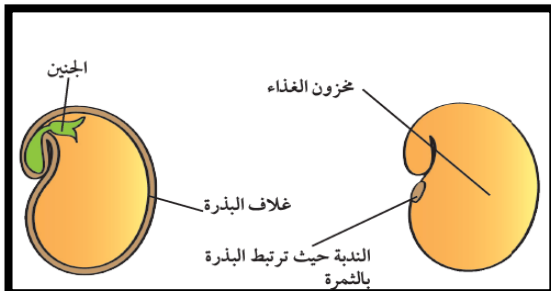 الجنين
مخزون الغذاء
غلاف البذرة
الندبة حيث ترتبط البذرة
بالثمرة